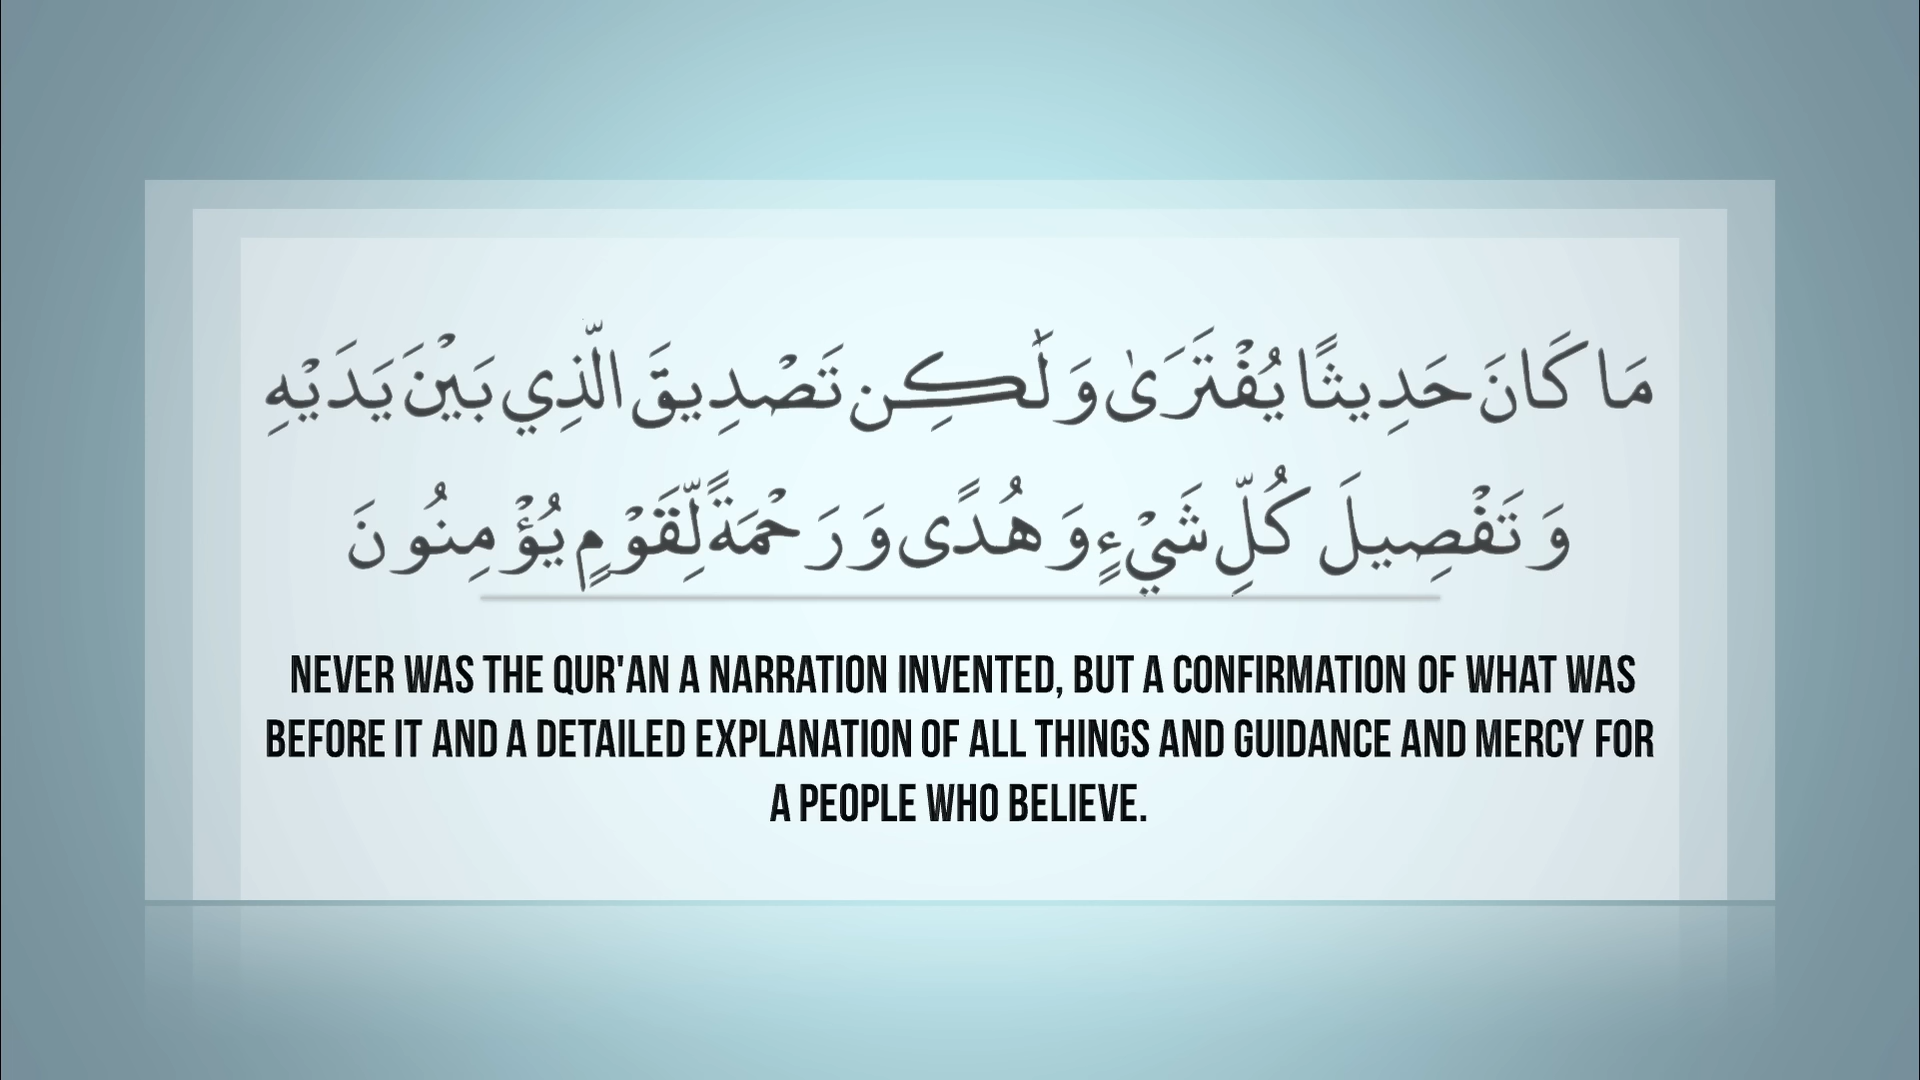 مَا كَانَ حَدِيثًا يُفْتَرَىٰ وَلَٰكِن تَصْدِيقَ الَّذِي بَيْنَ يَدَيْهِ
وَتَفْصِيلَ كُلِّ شَيْءٍ وَهُدًى وَرَحْمَةً لِّقَوْمٍ يُؤْمِنُونَ
NEVER WAS THE QUR'AN A NARRATION INVENTED, BUT A CONFIRMATION OF WHAT WAS
BEFORE IT AND A DETAILED EXPLANATION OF ALL THINGS AND GUIDANCE AND MERCY FOR
A PEOPLE WHO BELIEVE.